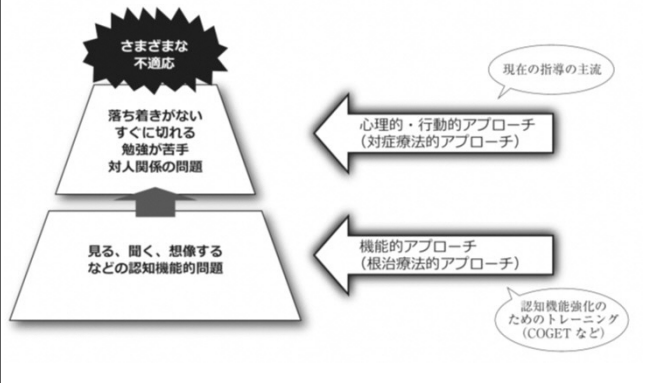 さまざまな
不適応
現在の指導の主流
落ち着きがない
すぐに切れる
勉強が苦手
対人関係の問題
心理的・行動的アプローチ
（対症療法的アプローチ）
見る、聞く、想像する
などの認知機能的問題
機能的アプローチ
（根治療法的アプローチ）
認知機能強化の
ためのトレーニング
（COGET など）